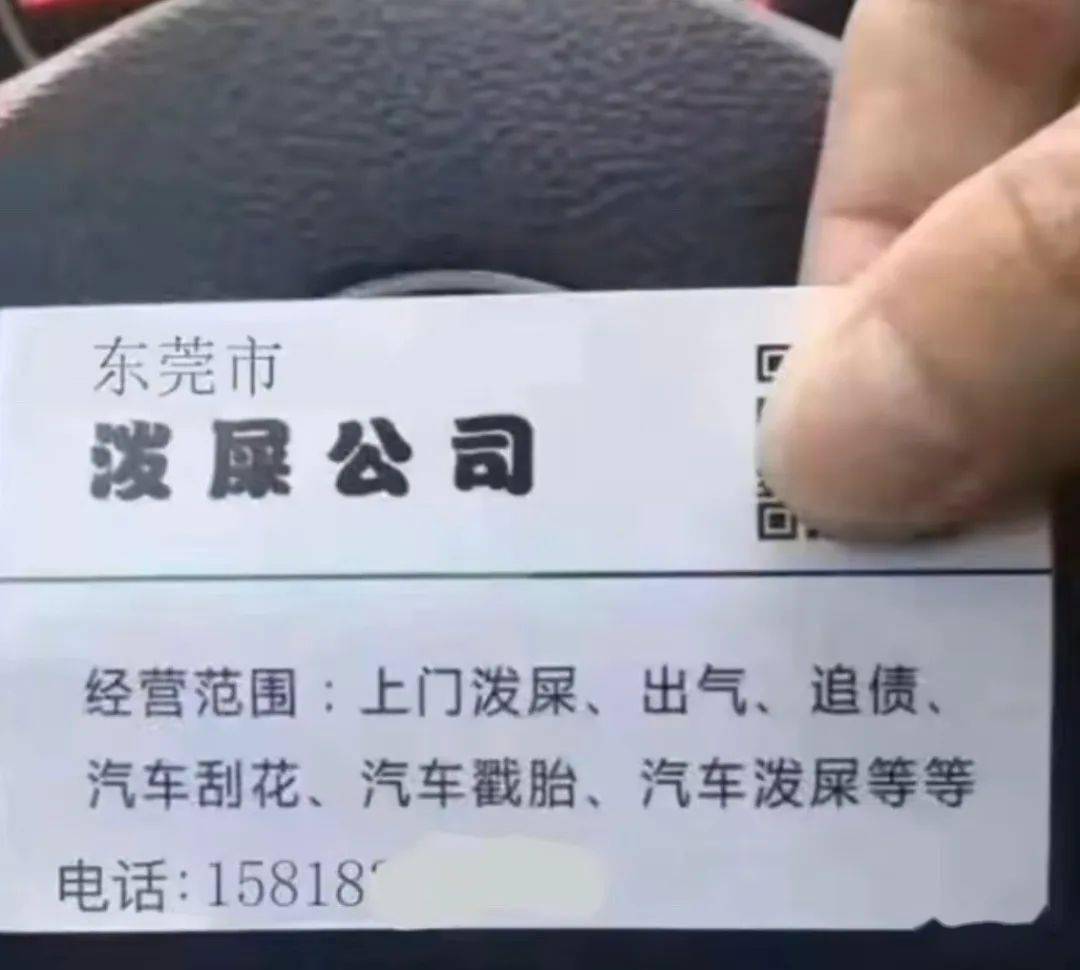 东莞市
泼屎公司
经营范围：上门泼屎、出气、追债、
汽车刮花、汽车戳胎、汽车泼屎等等
电话：15818